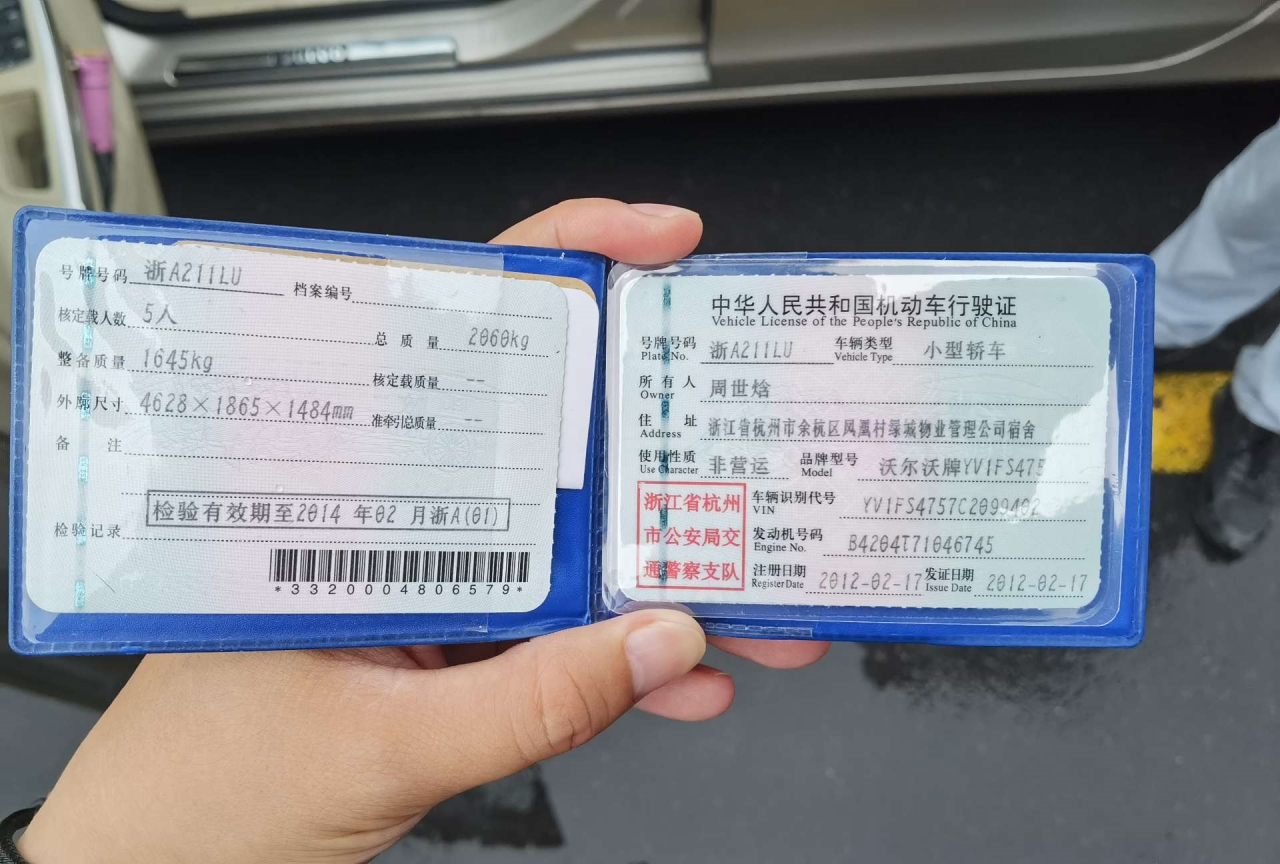 号牌号码 浙A211LU 档案编号
核定载人数 5人 总质量 2060kg
整备质量 1645kg 核定载质量 --
外廓尺寸 4628×1865×1484mm 准牵引总质量 --
备注
检验有效期至2014 年02 月浙A(01)
检验记录
*3320004806579*
中华人民共和国机动车行驶证
Vehicle License of the People's Republic of China
号牌号码 浙A211LU 车辆类型 小型轿车
Plate No. Vehicle Type
所有人 周世焓
Owner
住址 浙江省杭州市余杭区凤凰村绿城物业管理公司宿舍
Address
使用性质 非营运 品牌型号 沃尔沃牌YV1FS475
Use Character Model
浙江省杭州
市公安局交
通警察支队
车辆识别代号 YV1FS4757C2099402
VIN
发动机号码 B4204T71046745
Engine No.
注册日期 2012-02-17 发证日期 2012-02-17
Register Date Issue Date